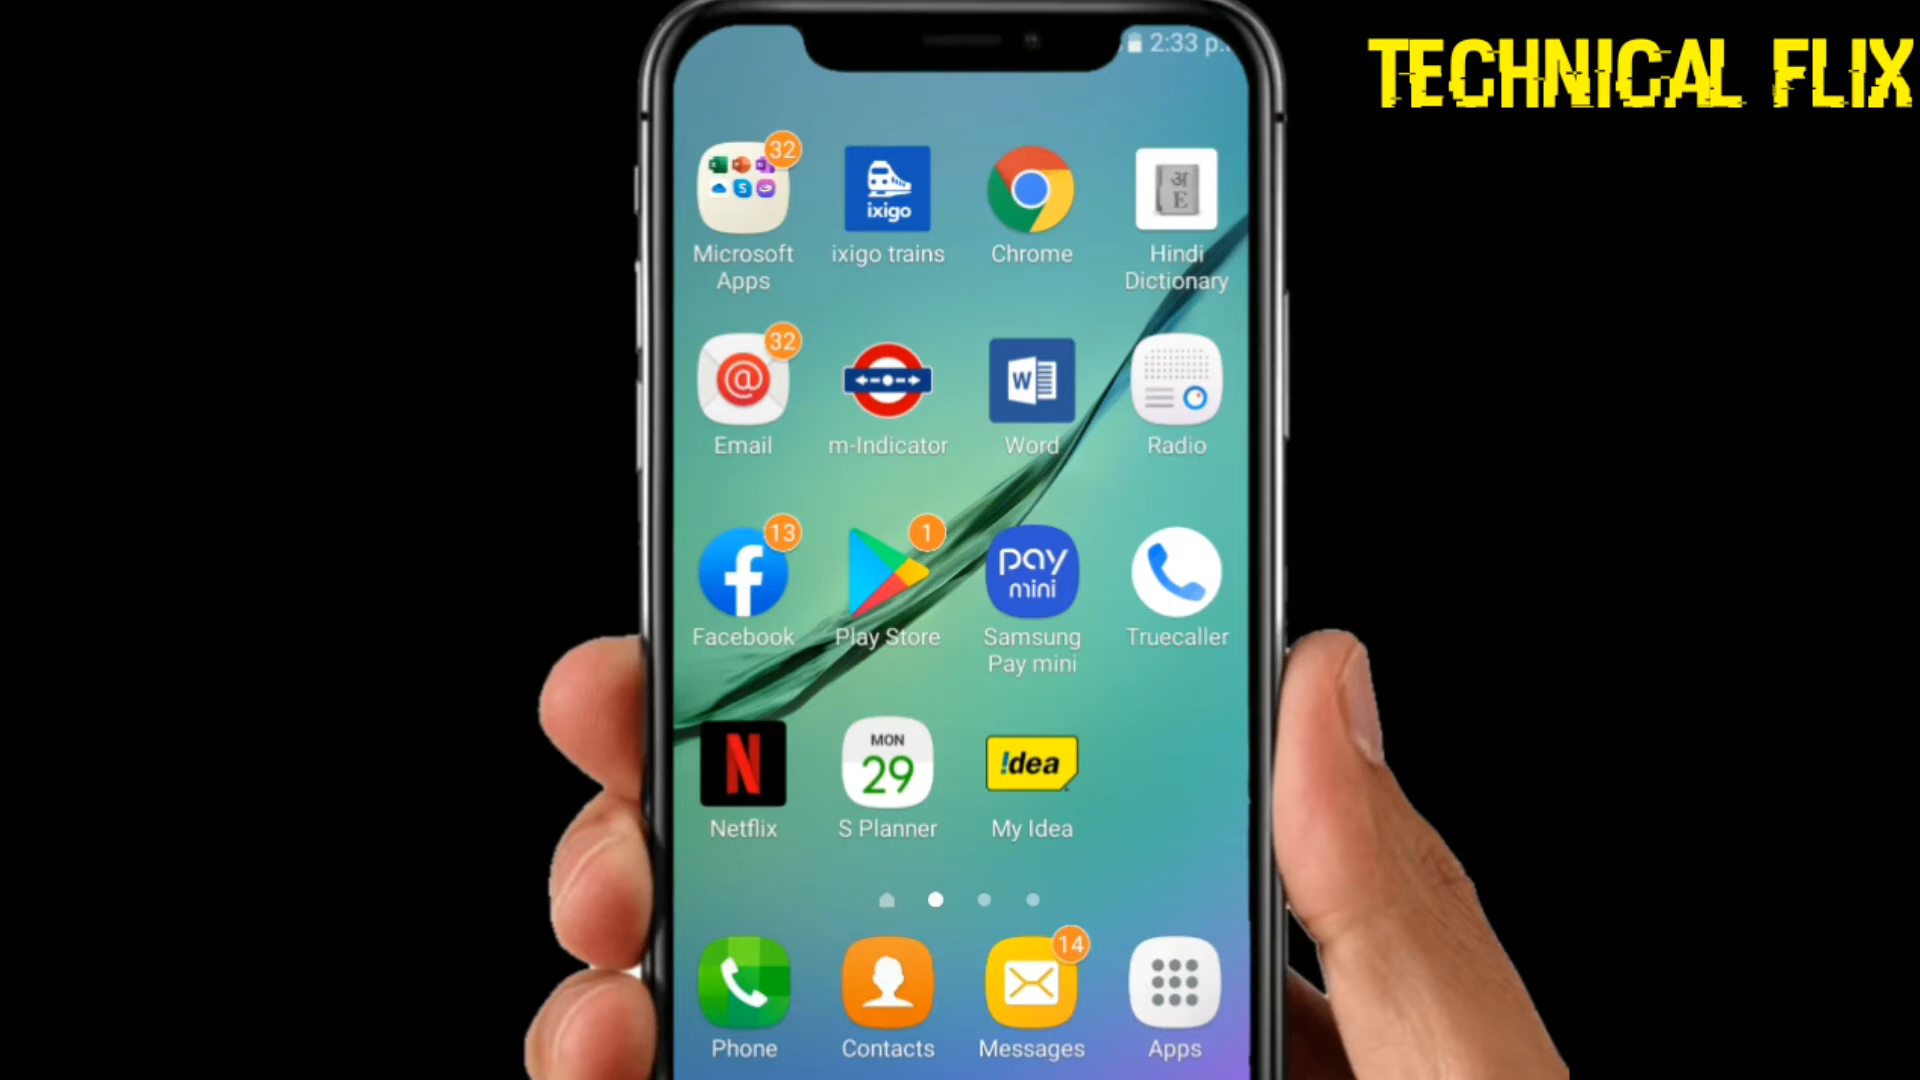 2:33 p.
TECHNICAL FLIX
32
ixigo
अ
E
Microsoft Apps
ixigo trains
Chrome
Hindi Dictionary
32
@
W
Email
m-Indicator
Word
Radio
13
1
f
pay
mini
Facebook
Play Store
Samsung Pay mini
Truecaller
N
MON
29
!dea
Netflix
S Planner
My Idea
14
Phone
Contacts
Messages
Apps